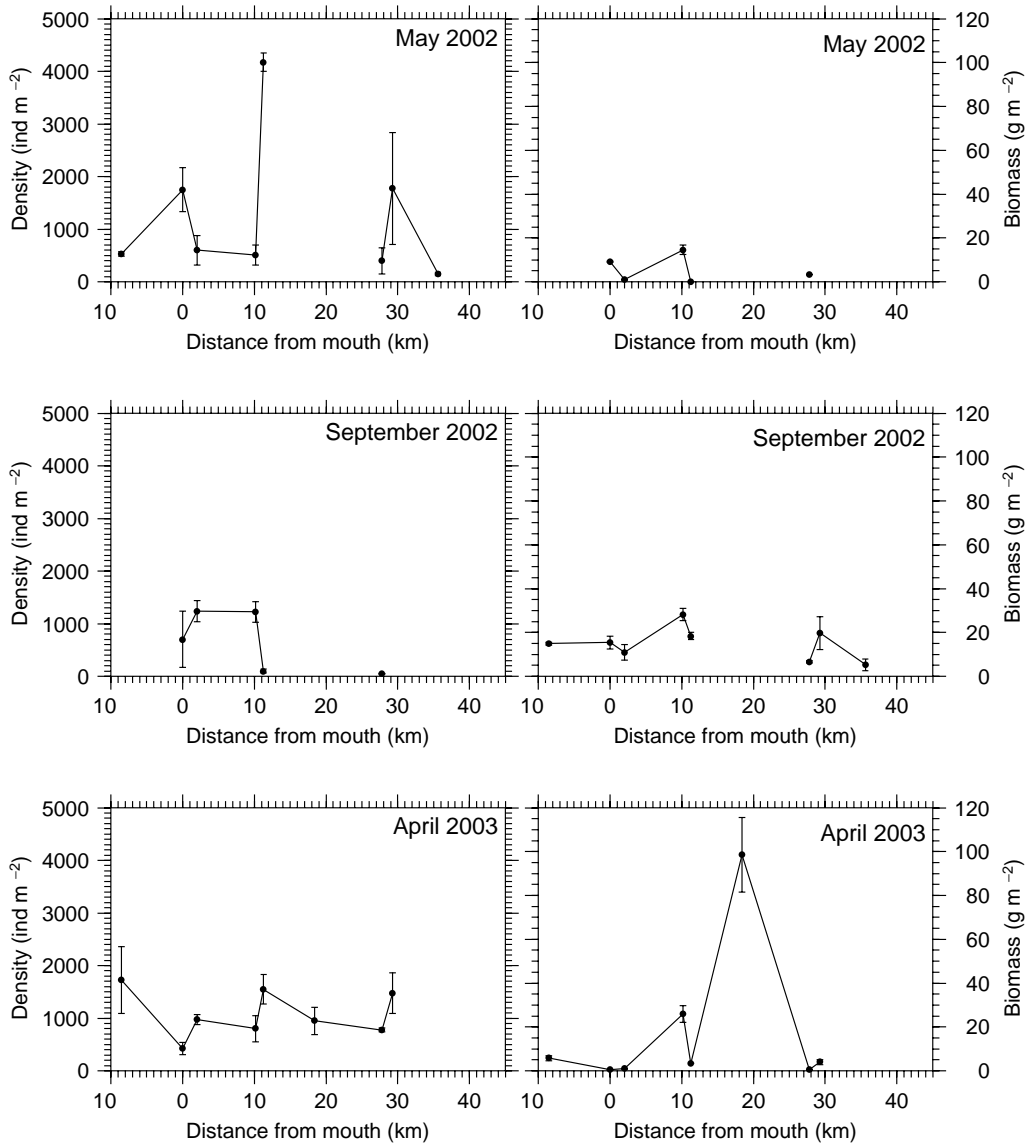 5000
4000
3000
2000
1000
0
Density (ind m −2)
May 2002
10 0 10 20 30 40
Distance from mouth (km)
May 2002
120
100
80
60
40
20
0
Biomass (g m −2)
10 0 10 20 30 40
Distance from mouth (km)
5000
4000
3000
2000
1000
0
Density (ind m −2)
September 2002
10 0 10 20 30 40
Distance from mouth (km)
September 2002
120
100
80
60
40
20
0
Biomass (g m −2)
10 0 10 20 30 40
Distance from mouth (km)
5000
4000
3000
2000
1000
0
Density (ind m −2)
April 2003
10 0 10 20 30 40
Distance from mouth (km)
April 2003
120
100
80
60
40
20
0
Biomass (g m −2)
10 0 10 20 30 40
Distance from mouth (km)